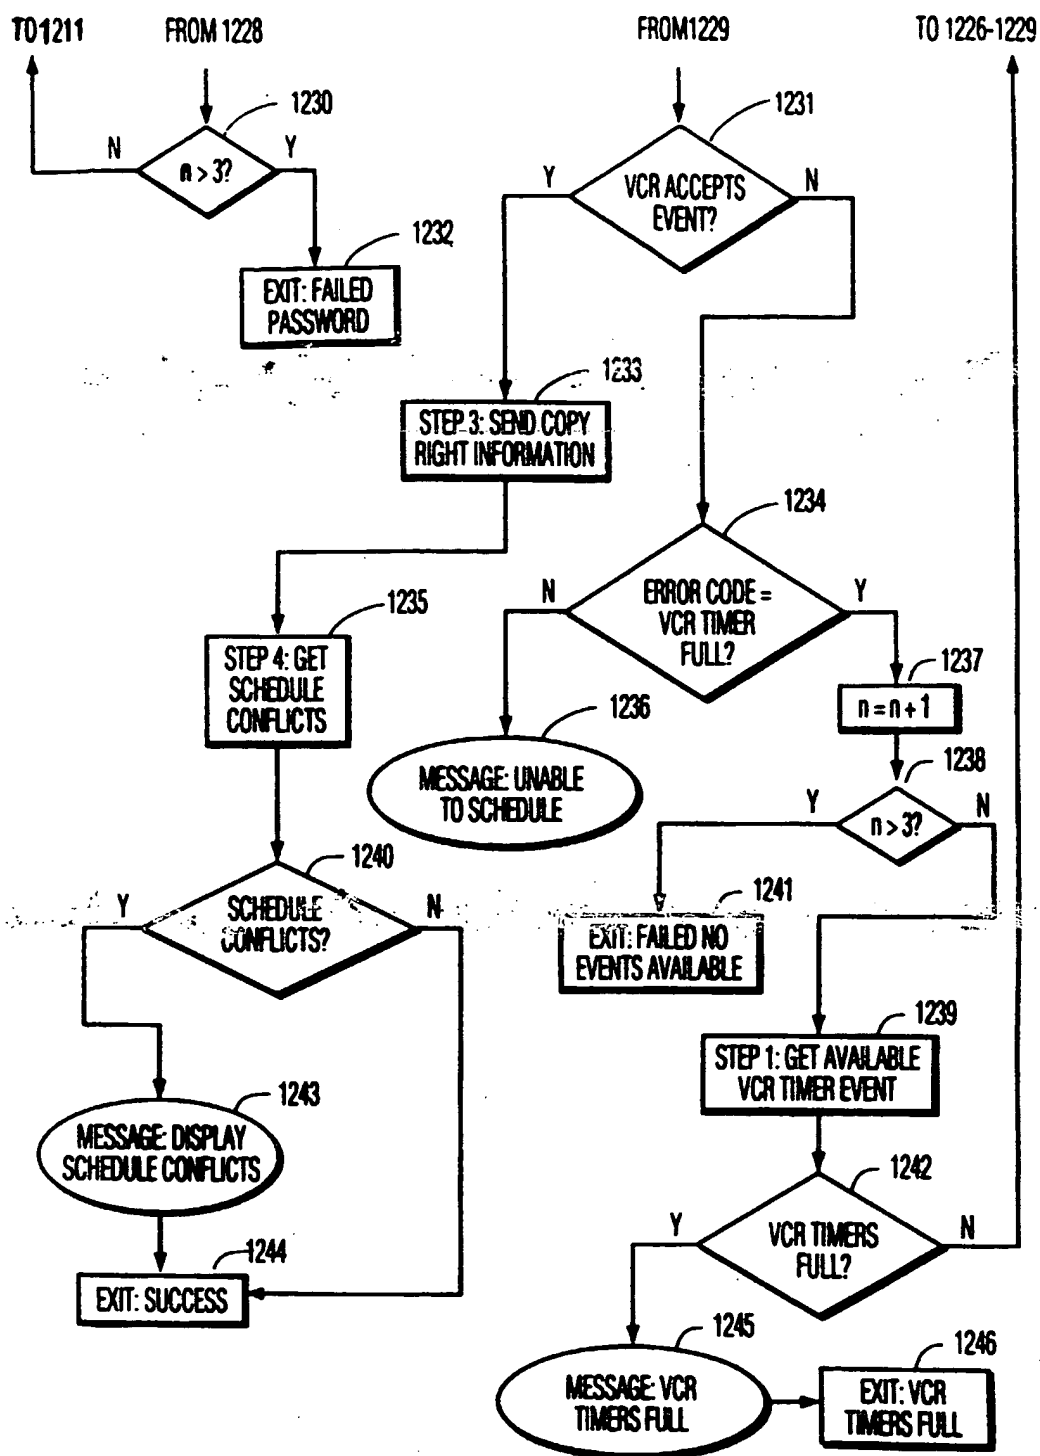 TO 1211
FROM 1228
FROM1229
TO 1226-1229
1230
N
n > 3?
Y
1231
Y
VCR ACCEPTS
EVENT?
N
1232
EXIT: FAILED
PASSWORD
1233
STEP 3: SEND COPY
RIGHT INFORMATION
1234
N
ERROR CODE =
VCR TIMER
FULL?
Y
1235
STEP 4: GET
SCHEDULE
CONFLICTS
1236
MESSAGE: UNABLE
TO SCHEDULE
1237
n = n + 1
1238
Y
n > 3?
N
1240
Y
SCHEDULE
CONFLICTS?
N
1241
EXIT: FAILED NO
EVENTS AVAILABLE
1239
STEP 1: GET AVAILABLE
VCR TIMER EVENT
1243
MESSAGE: DISPLAY
SCHEDULE CONFLICTS
1242
Y
VCR TIMERS
FULL?
N
1244
EXIT: SUCCESS
1245
MESSAGE: VCR
TIMERS FULL
1246
EXIT: VCR
TIMERS FULL